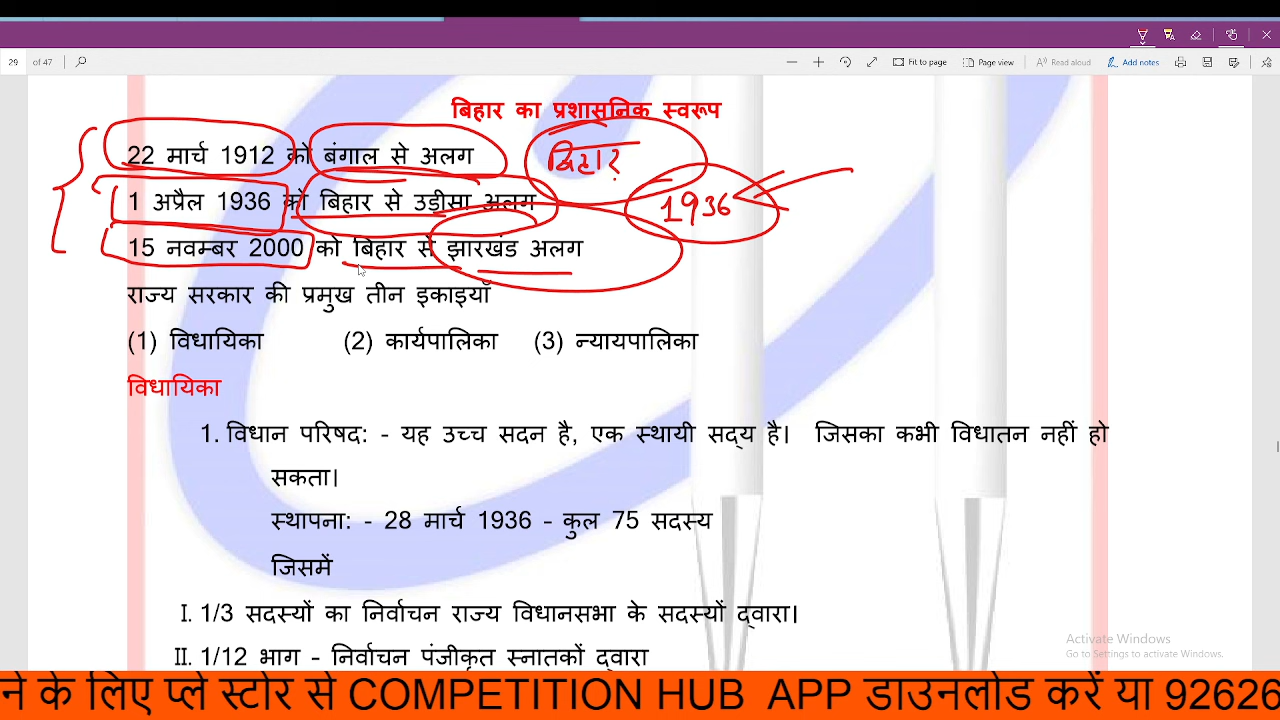 29 of 47 Fit to page Page view Read aloud Add notes
बिहार का प्रशासनिक स्वरूप
22 मार्च 1912 को बंगाल से अलग बिहार
1 अप्रैल 1936 को बिहार से उड़ीसा अलग 1936
15 नवम्बर 2000 को बिहार से झारखंड अलग
राज्य सरकार की प्रमुख तीन इकाइयाँ
(1) विधायिका (2) कार्यपालिका (3) न्यायपालिका
विधायिका
1. विधान परिषद: - यह उच्च सदन है, एक स्थायी सद्य है। जिसका कभी विधातन नहीं हो
सकता।
स्थापना: - 28 मार्च 1936 – कुल 75 सदस्य
जिसमें
I. 1/3 सदस्यों का निर्वाचन राज्य विधानसभा के सदस्यों द्वारा।
II. 1/12 भाग – निर्वाचन पंजीकृत स्नातकों द्वारा
Activate Windows
Go to Settings to activate Windows.
ने के लिए प्ले स्टोर से COMPETITION HUB APP डाउनलोड करें या 92626